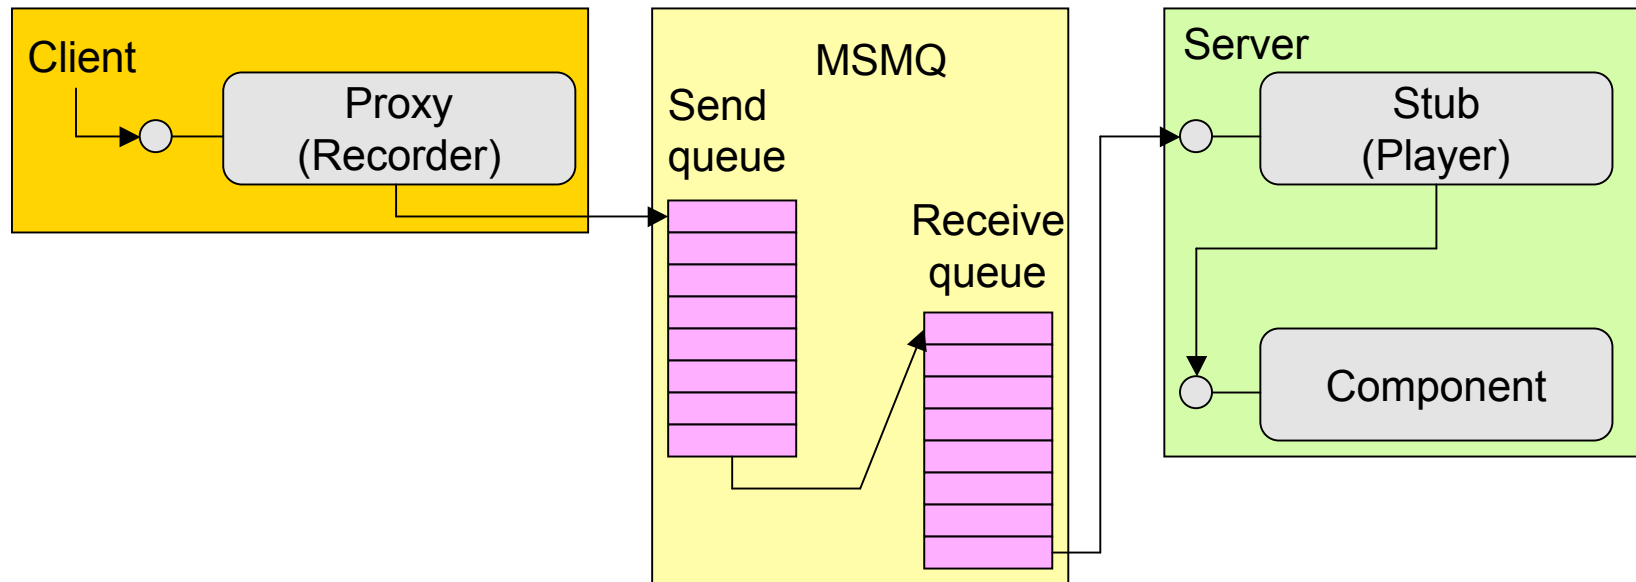 Client
Proxy
(Recorder)
MSMQ
Send
queue
Receive
queue
Server
Stub
(Player)
Component